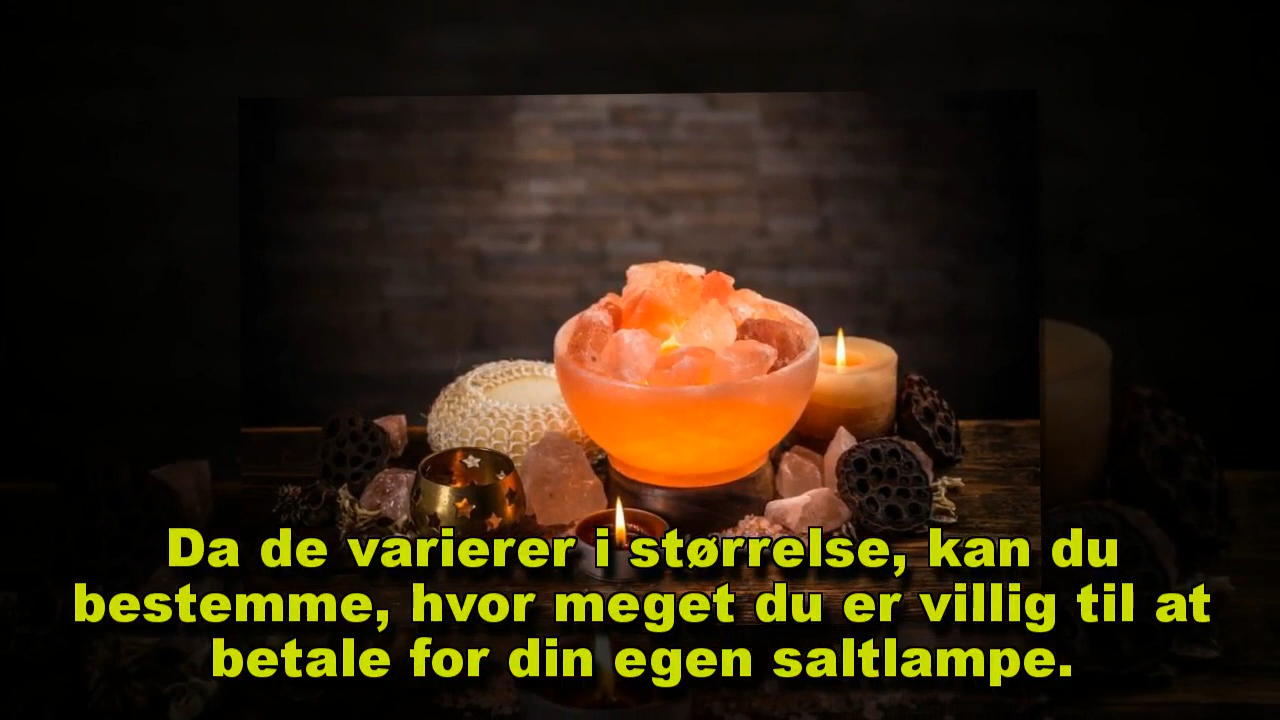 Da de varierer i størrelse, kan du
bestemme, hvor meget du er villig til at
betale for din egen saltlampe.